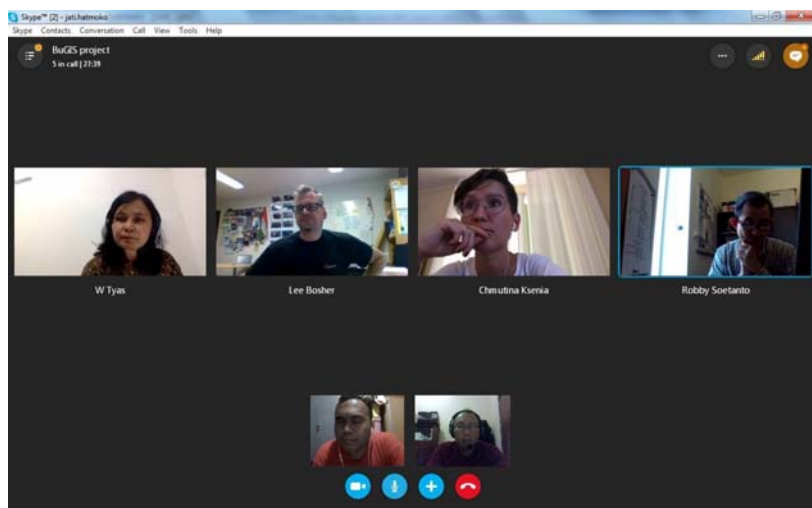 Skype™ [2] - jati.hatmoko
Skype Contacts Conversation Call View Tools Help
BuGIS project
5 in call | 27:39
W Tyas
Lee Bosher
Chmutina Ksenia
Robby Soetanto